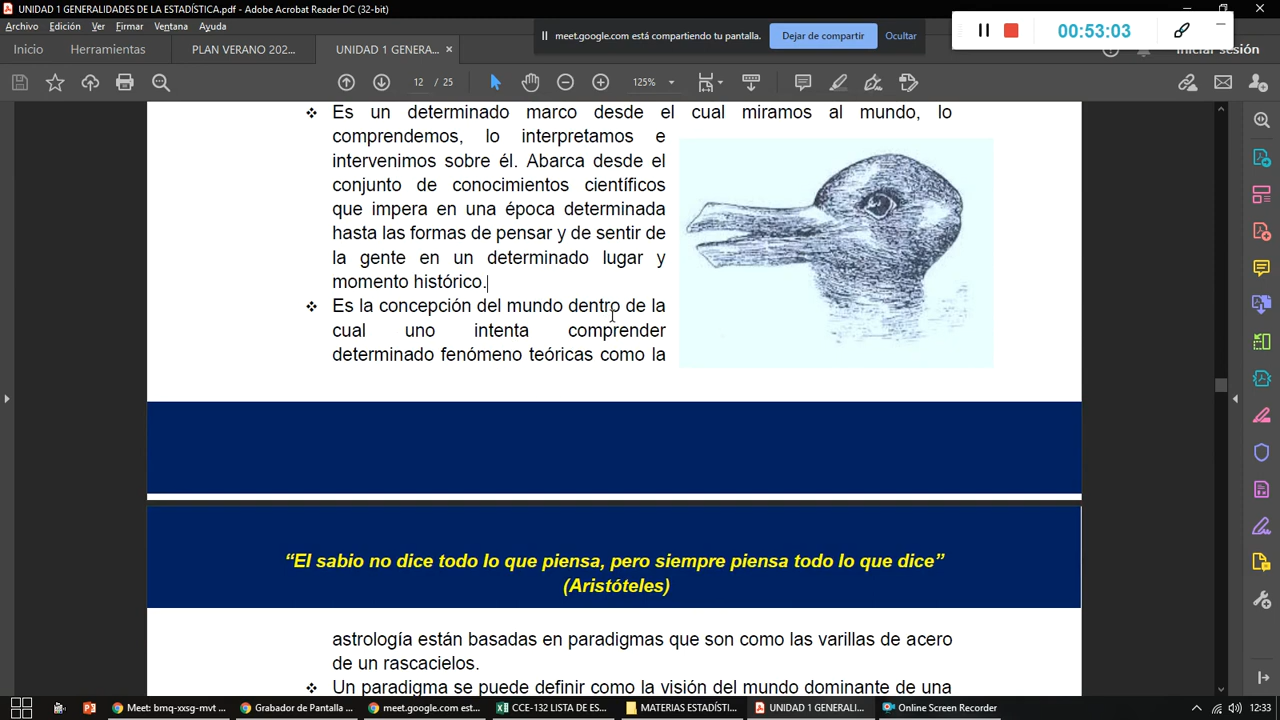 UNIDAD 1 GENERALIDADES DE LA ESTADÍSTICA.pdf - Adobe Acrobat Reader DC (32-bit)
Archivo Edición Ver Firmar Ventana Ayuda
meet.google.com está compartiendo tu pantalla. Dejar de compartir Ocultar
00:53:03
Inicio Herramientas PLAN VERANO 202... UNIDAD 1 GENERA... × Iniciar sesión
12 / 25 125%
❖ Es un determinado marco desde el cual miramos al mundo, lo
comprendemos, lo interpretamos e
intervenimos sobre él. Abarca desde el
conjunto de conocimientos científicos
que impera en una época determinada
hasta las formas de pensar y de sentir de
la gente en un determinado lugar y
momento histórico.
❖ Es la concepción del mundo dentro de la
cual uno intenta comprender
determinado fenómeno teóricas como la
“El sabio no dice todo lo que piensa, pero siempre piensa todo lo que dice”
(Aristóteles)
astrología están basadas en paradigmas que son como las varillas de acero
de un rascacielos.
❖ Un paradigma se puede definir como la visión del mundo dominante de una
Meet: bmq-xxsg-mvt ... Grabador de Pantalla ... meet.google.com est... CCE-132 LISTA DE ES... MATERIAS ESTADÍSTI... UNIDAD 1 GENERALI... Online Screen Recorder 12:33